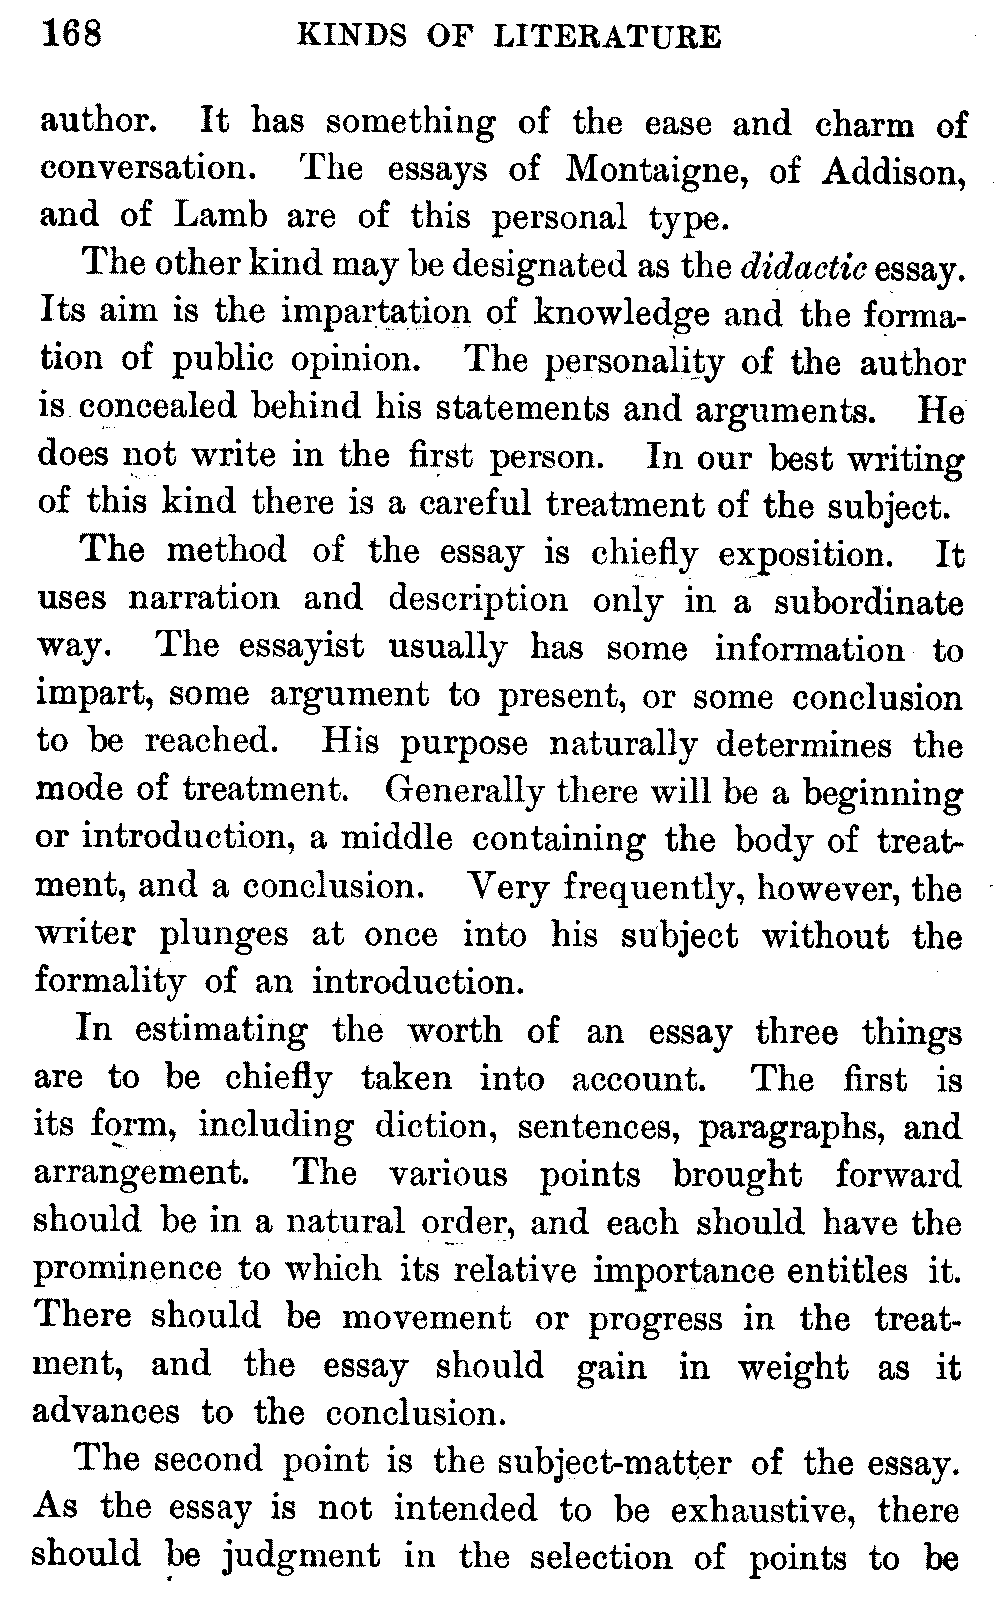 168 KINDS OF LITERATURE
author. It has something of the ease and charm of
conversation. The essays of Montaigne, of Addison,
and of Lamb are of this personal type.
The other kind may be designated as the didactic essay.
Its aim is the impartation of knowledge and the forma-
tion of public opinion. The personality of the author
is concealed behind his statements and arguments. He
does not write in the first person. In our best writing
of this kind there is a careful treatment of the subject.
The method of the essay is chiefly exposition. It
uses narration and description only in a subordinate
way. The essayist usually has some information to
impart, some argument to present, or some conclusion
to be reached. His purpose naturally determines the
mode of treatment. Generally there will be a beginning
or introduction, a middle containing the body of treat-
ment, and a conclusion. Very frequently, however, the
writer plunges at once into his subject without the
formality of an introduction.
In estimating the worth of an essay three things
are to be chiefly taken into account. The first is
its form, including diction, sentences, paragraphs, and
arrangement. The various points brought forward
should be in a natural order, and each should have the
prominence to which its relative importance entitles it.
There should be movement or progress in the treat-
ment, and the essay should gain in weight as it
advances to the conclusion.
The second point is the subject-matter of the essay.
As the essay is not intended to be exhaustive, there
should be judgment in the selection of points to be